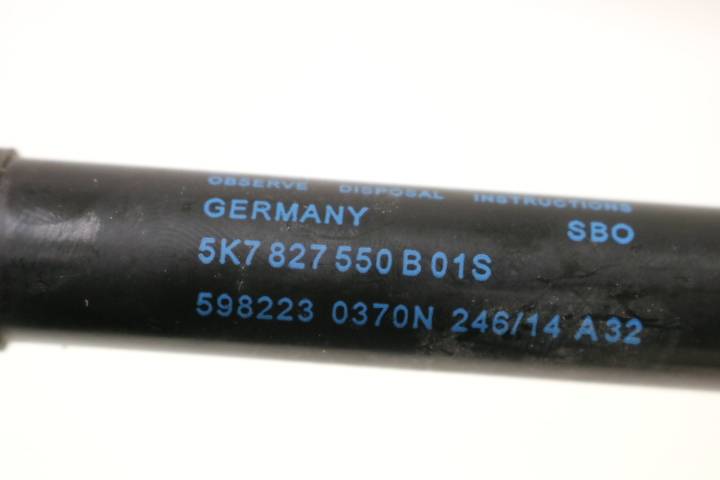 OBSERVE DISPOSAL INSTRUCTIONS
GERMANY SBO
5K7 827 550 B 01S
598223 0370N 246/14 A32